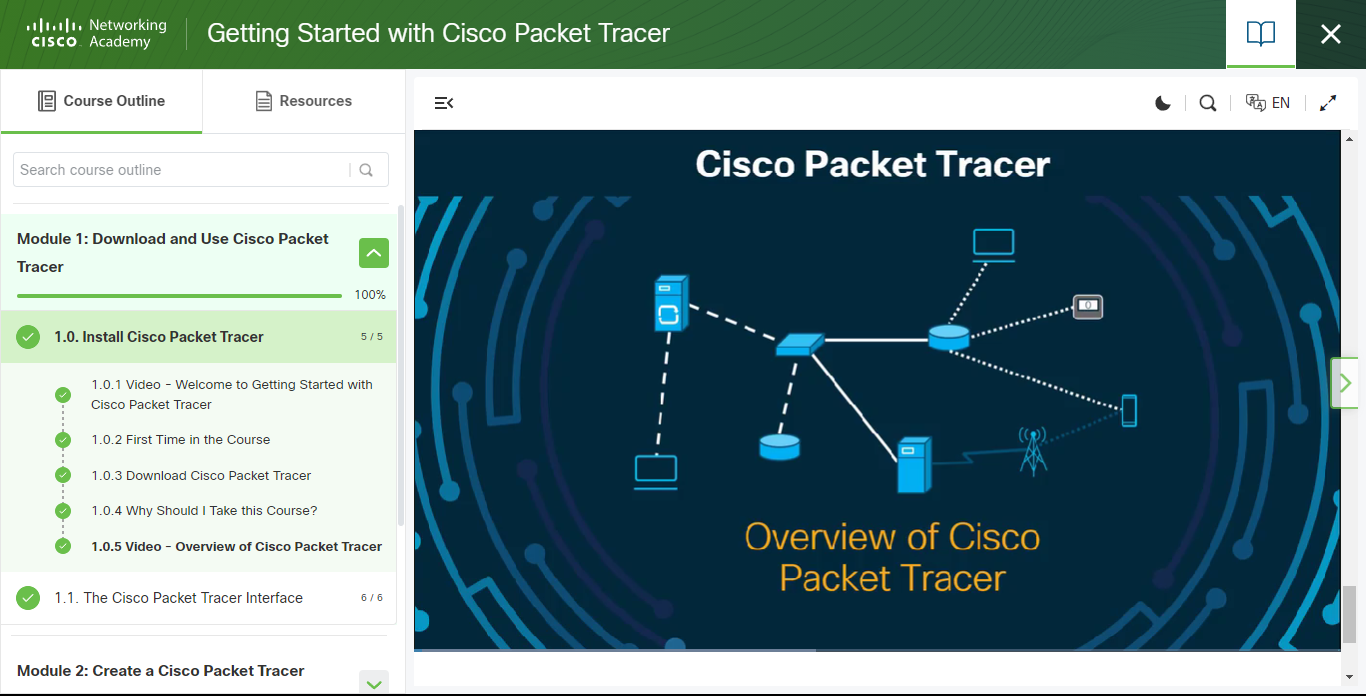 Networking
CISCO Academy
Getting Started with Cisco Packet Tracer
Course Outline
Resources
EN
Search course outline
Module 1: Download and Use Cisco Packet
Tracer
100%
1.0. Install Cisco Packet Tracer
5 / 5
1.0.1 Video - Welcome to Getting Started with
Cisco Packet Tracer
1.0.2 First Time in the Course
1.0.3 Download Cisco Packet Tracer
1.0.4 Why Should I Take this Course?
1.0.5 Video - Overview of Cisco Packet Tracer
1.1. The Cisco Packet Tracer Interface
6 / 6
Module 2: Create a Cisco Packet Tracer
Cisco Packet Tracer
Overview of Cisco
Packet Tracer